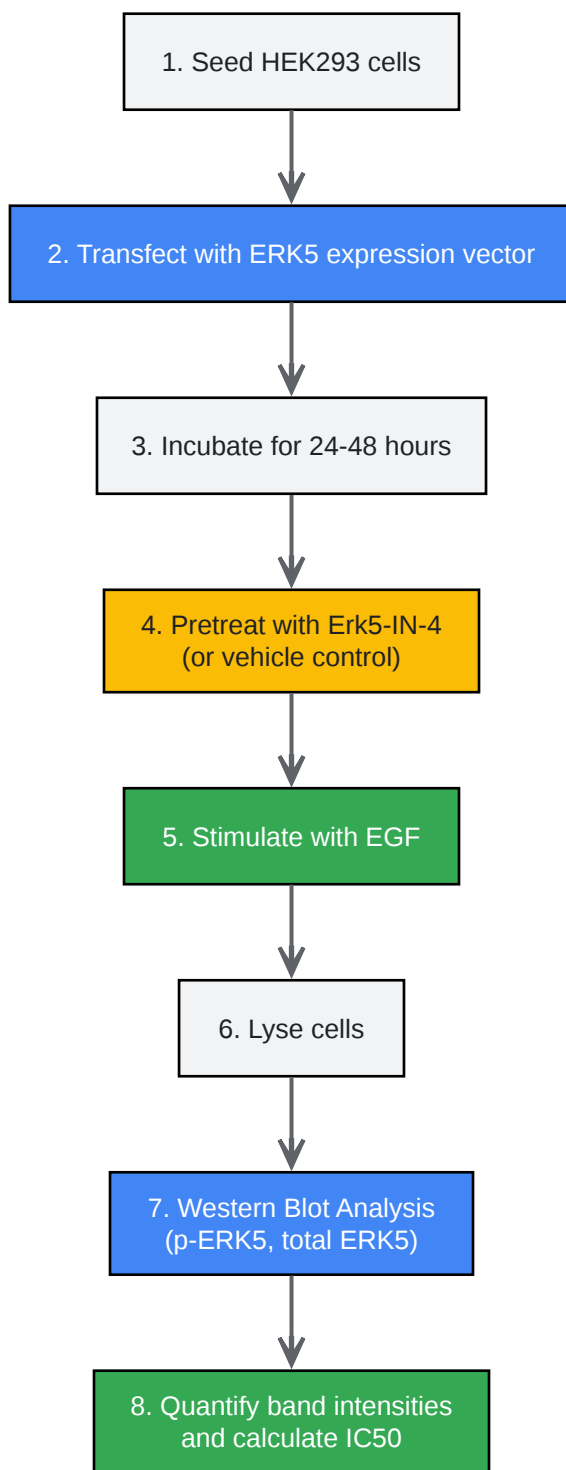 1. Seed HEK293 cells
2. Transfect with ERK5 expression vector
3. Incubate for 24-48 hours
4. Pretreat with Erk5-IN-4
(or vehicle control)
5. Stimulate with EGF
6. Lyse cells
7. Western Blot Analysis
(p-ERK5, total ERK5)
8. Quantify band intensities
and calculate IC50